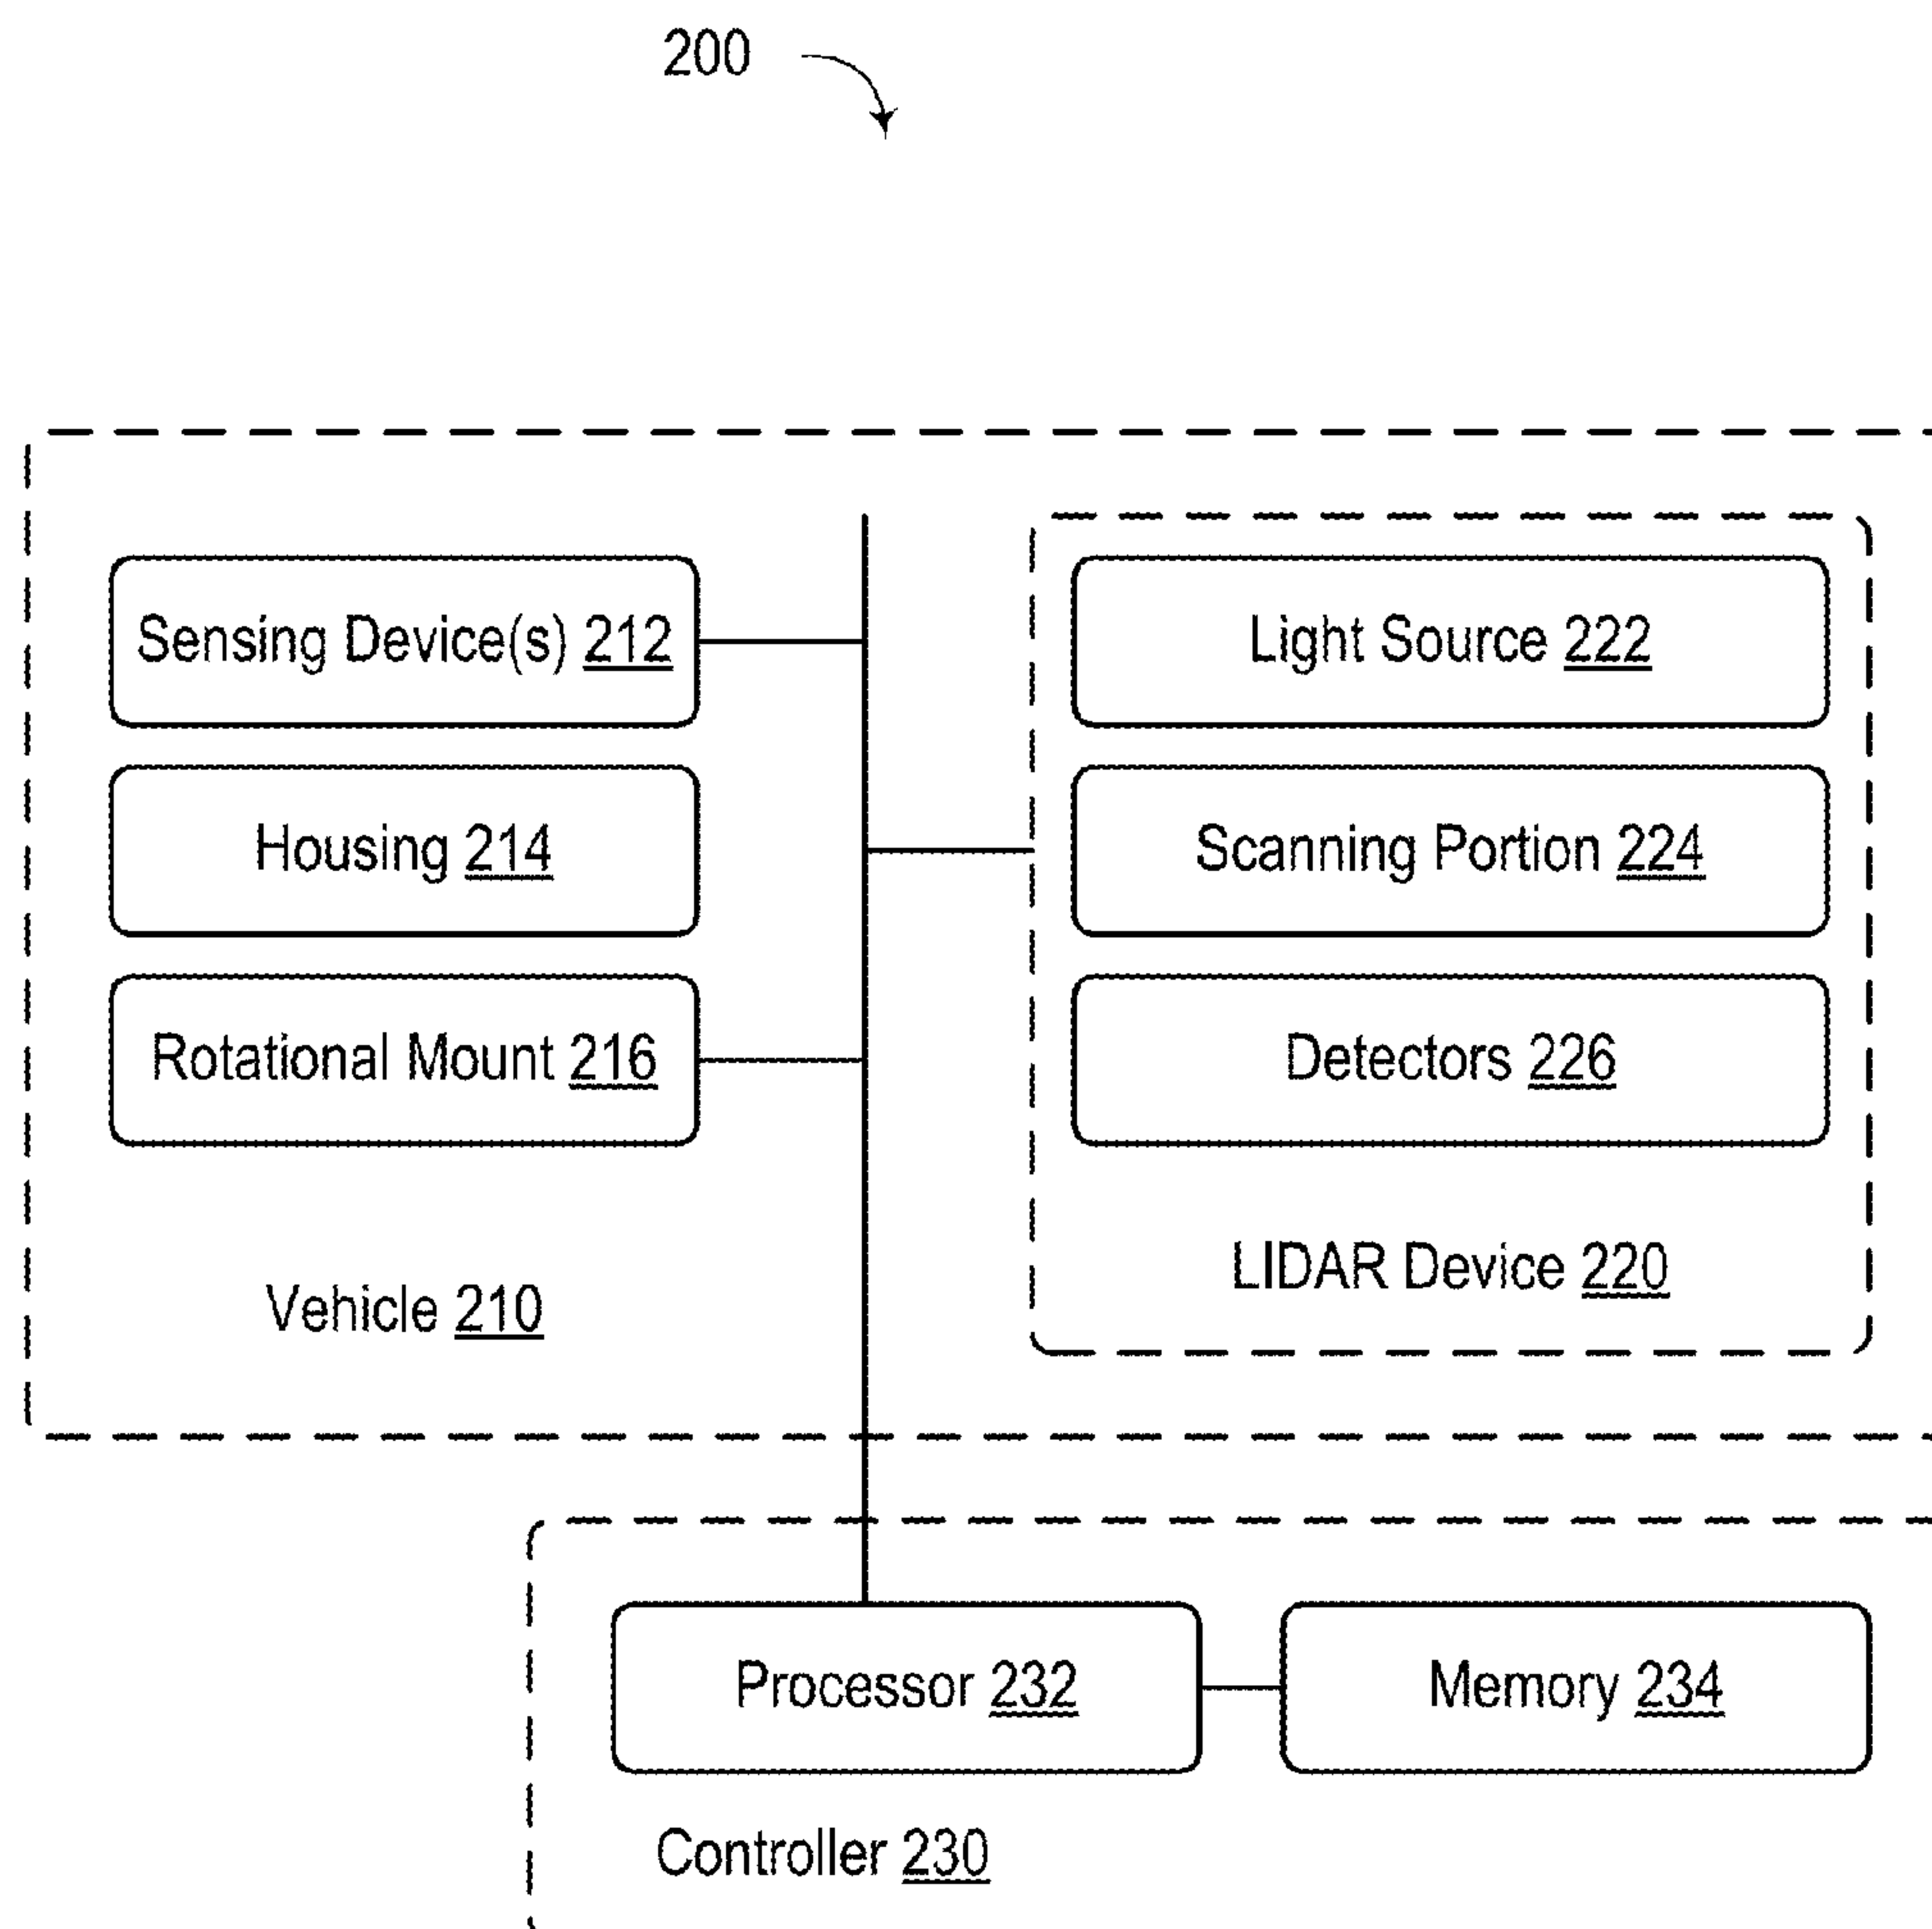 200
Sensing Device(s) 212
Housing 214
Rotational Mount 216
Vehicle 210
Light Source 222
Scanning Portion 224
Detectors 226
LIDAR Device 220
Processor 232
Memory 234
Controller 230